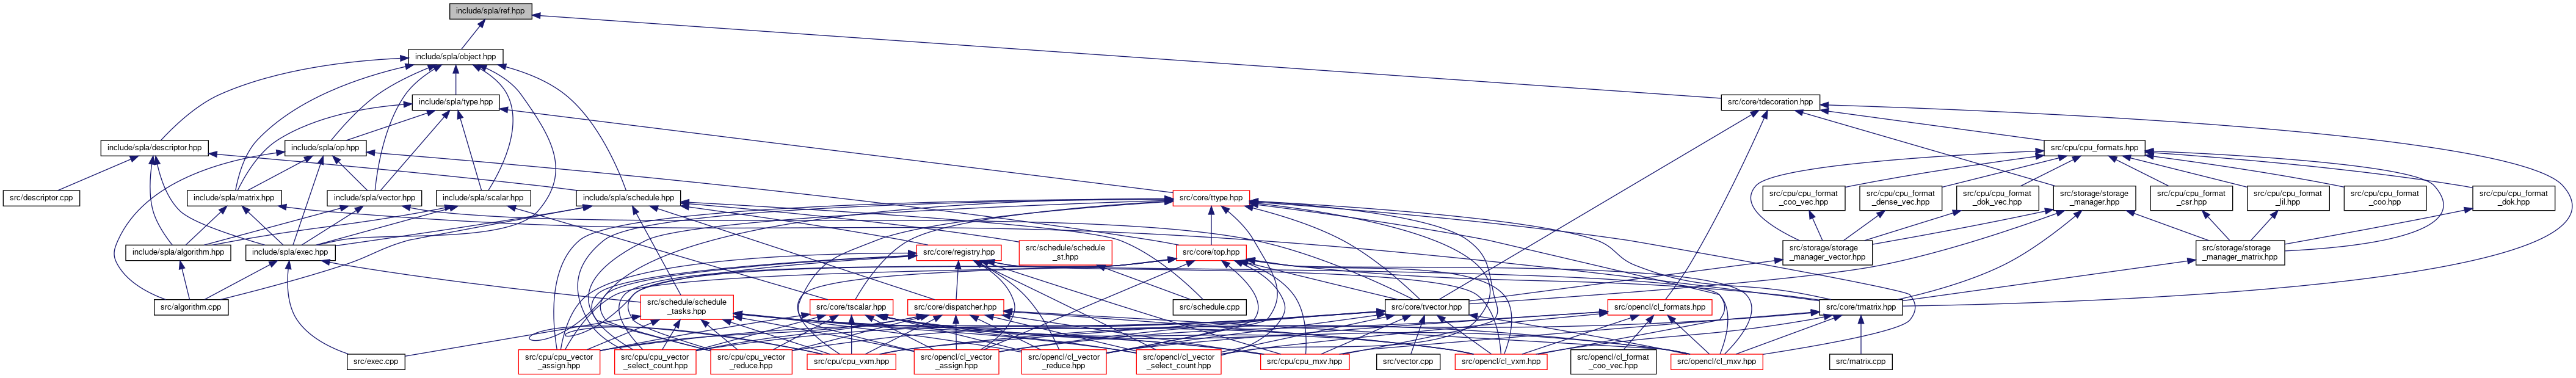 include/spla/ref.hpp
include/spla/object.hpp
include/spla/type.hpp
src/core/tdecoration.hpp
include/spla/descriptor.hpp
include/spla/op.hpp
src/cpu/cpu_formats.hpp
src/descriptor.cpp
include/spla/matrix.hpp
include/spla/vector.hpp
include/spla/scalar.hpp
include/spla/schedule.hpp
src/core/ttype.hpp
src/cpu/cpu_format
_coo_vec.hpp
src/cpu/cpu_format
_dense_vec.hpp
src/cpu/cpu_format
_dok_vec.hpp
src/storage/storage
_manager.hpp
src/cpu/cpu_format
_csr.hpp
src/cpu/cpu_format
_lil.hpp
src/cpu/cpu_format
_coo.hpp
src/cpu/cpu_format
_dok.hpp
include/spla/algorithm.hpp
include/spla/exec.hpp
src/core/registry.hpp
src/schedule/schedule
_st.hpp
src/core/top.hpp
src/storage/storage
_manager_vector.hpp
src/storage/storage
_manager_matrix.hpp
src/algorithm.cpp
src/schedule/schedule
_tasks.hpp
src/core/tscalar.hpp
src/core/dispatcher.hpp
src/schedule.cpp
src/core/tvector.hpp
src/opencl/cl_formats.hpp
src/core/tmatrix.hpp
src/exec.cpp
src/cpu/cpu_vector
_assign.hpp
src/cpu/cpu_vector
_select_count.hpp
src/cpu/cpu_vector
_reduce.hpp
src/cpu/cpu_vxm.hpp
src/opencl/cl_vector
_assign.hpp
src/opencl/cl_vector
_reduce.hpp
src/opencl/cl_vector
_select_count.hpp
src/cpu/cpu_mxv.hpp
src/vector.cpp
src/opencl/cl_vxm.hpp
src/opencl/cl_format
_coo_vec.hpp
src/opencl/cl_mxv.hpp
src/matrix.cpp